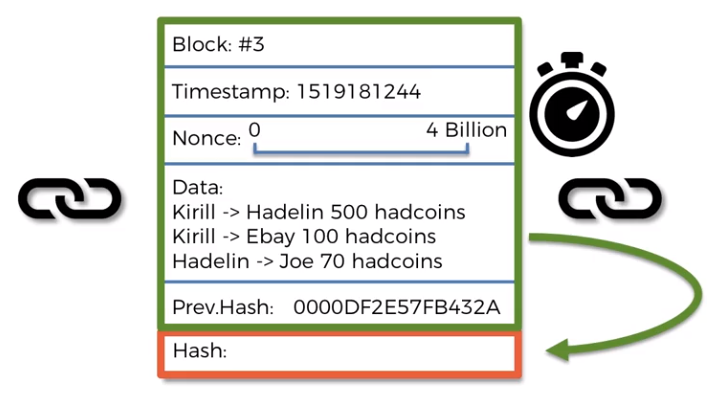 Block: #3
Timestamp: 1519181244
Nonce: 0 4 Billion
Data:
Kirill -> Hadelin 500 hadcoins
Kirill -> Ebay 100 hadcoins
Hadelin -> Joe 70 hadcoins
Prev.Hash: 0000DF2E57FB432A
Hash: